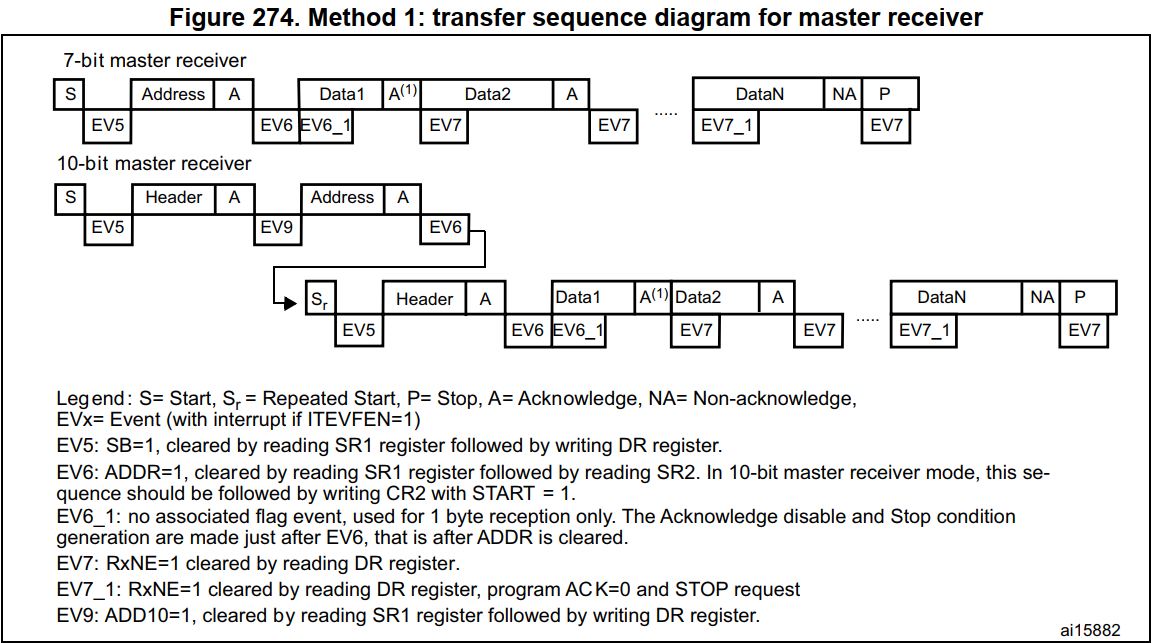 Figure 274. Method 1: transfer sequence diagram for master receiver
7-bit master receiver
S Address A Data1 A(1) Data2 A DataN NA P
EV5 EV6 EV6_1 EV7 EV7 ..... EV7_1 EV7
10-bit master receiver
S Header A Address A
EV5 EV9 EV6
Sr Header A Data1 A(1) Data2 A DataN NA P
EV5 EV6 EV6_1 EV7 EV7 ..... EV7_1 EV7
Legend: S= Start, Sr = Repeated Start, P= Stop, A= Acknowledge, NA= Non-acknowledge,
EVx= Event (with interrupt if ITEVFEN=1)
EV5: SB=1, cleared by reading SR1 register followed by writing DR register.
EV6: ADDR=1, cleared by reading SR1 register followed by reading SR2. In 10-bit master receiver mode, this se-
quence should be followed by writing CR2 with START = 1.
EV6_1: no associated flag event, used for 1 byte reception only. The Acknowledge disable and Stop condition
generation are made just after EV6, that is after ADDR is cleared.
EV7: RxNE=1 cleared by reading DR register.
EV7_1: RxNE=1 cleared by reading DR register, program ACK=0 and STOP request
EV9: ADD10=1, cleared by reading SR1 register followed by writing DR register.
ai15882